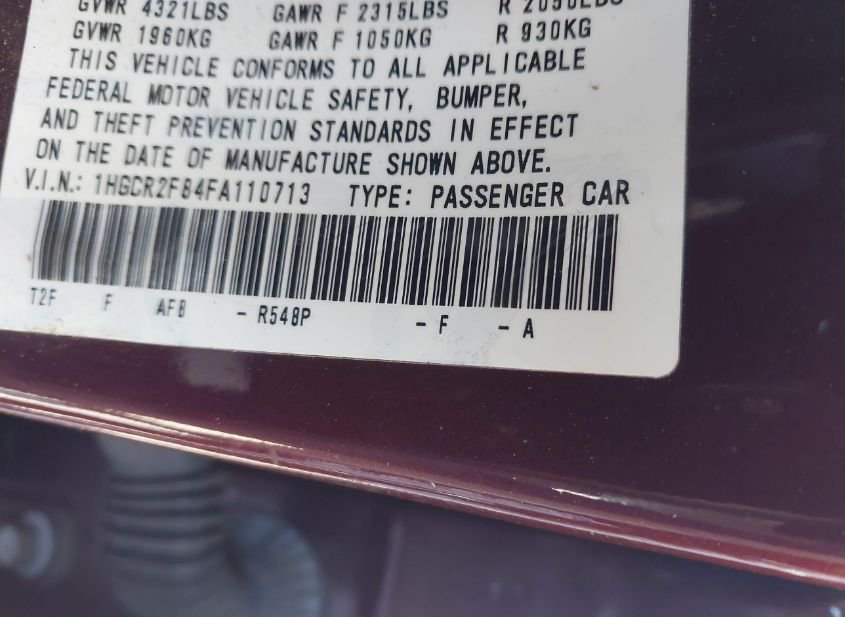 GVWR 4321LBS GAWR F 2315LBS R 2050LBS
GVWR 1960KG GAWR F 1050KG R 930KG
THIS VEHICLE CONFORMS TO ALL APPLICABLE
FEDERAL MOTOR VEHICLE SAFETY, BUMPER,
AND THEFT PREVENTION STANDARDS IN EFFECT
ON THE DATE OF MANUFACTURE SHOWN ABOVE.
V.I.N.: 1HGCR2F84FA110713 TYPE: PASSENGER CAR
T2F F AFB - R548P - F - A